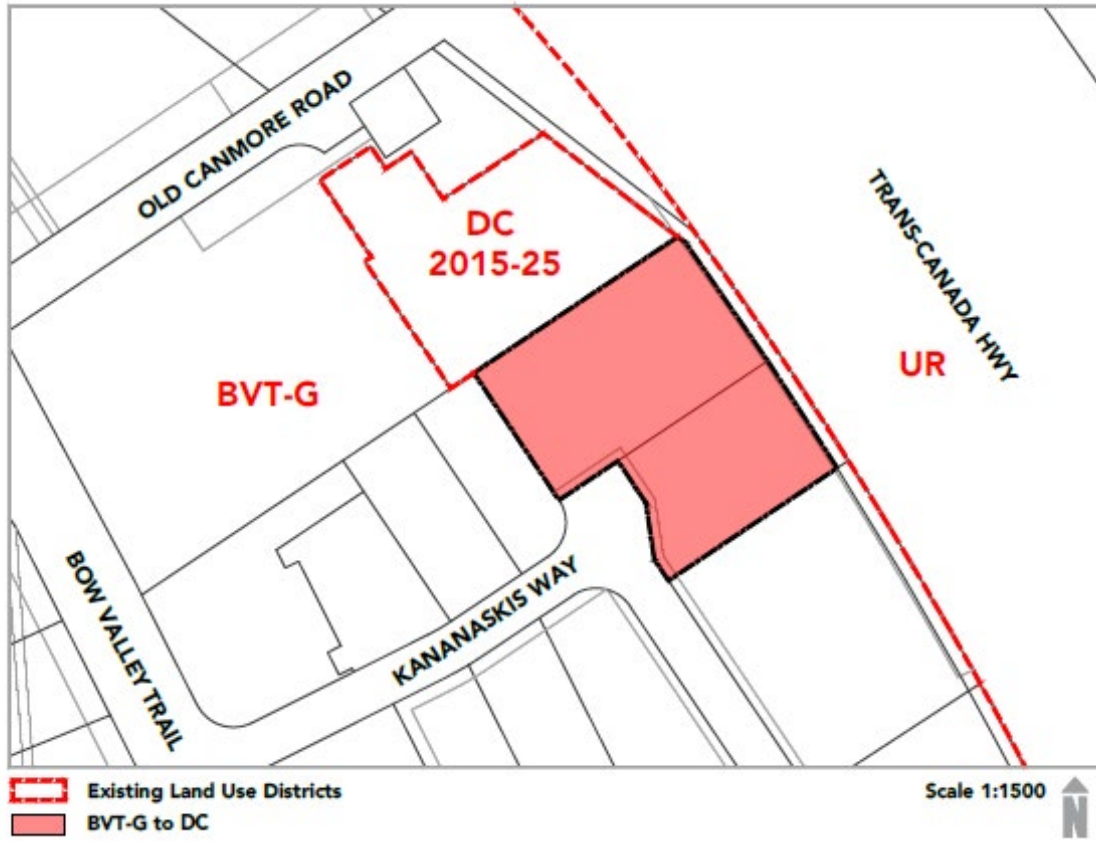 OLD CANMORE ROAD
DC
2015-25
TRANS-CANADA HWY
UR
BVT-G
BOW VALLEY TRAIL
KANANASKIS WAY
Existing Land Use Districts
Scale 1:1500
N
BVT-G to DC